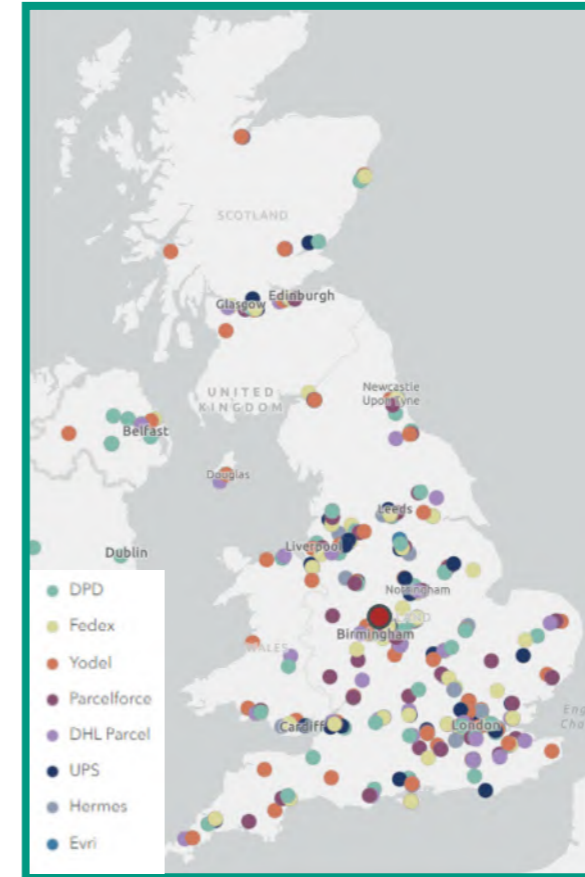 SCOTLAND
Edinburgh
Glasgow
UNITED
KINGDOM
Newcastle
Upon Tyne
Belfast
Douglas
Leeds
Liverpool
Dublin
Nottingham
Birmingham
WALES
Cardiff
London
DPD
Fedex
Yodel
Parcelforce
DHL Parcel
UPS
Hermes
Evri